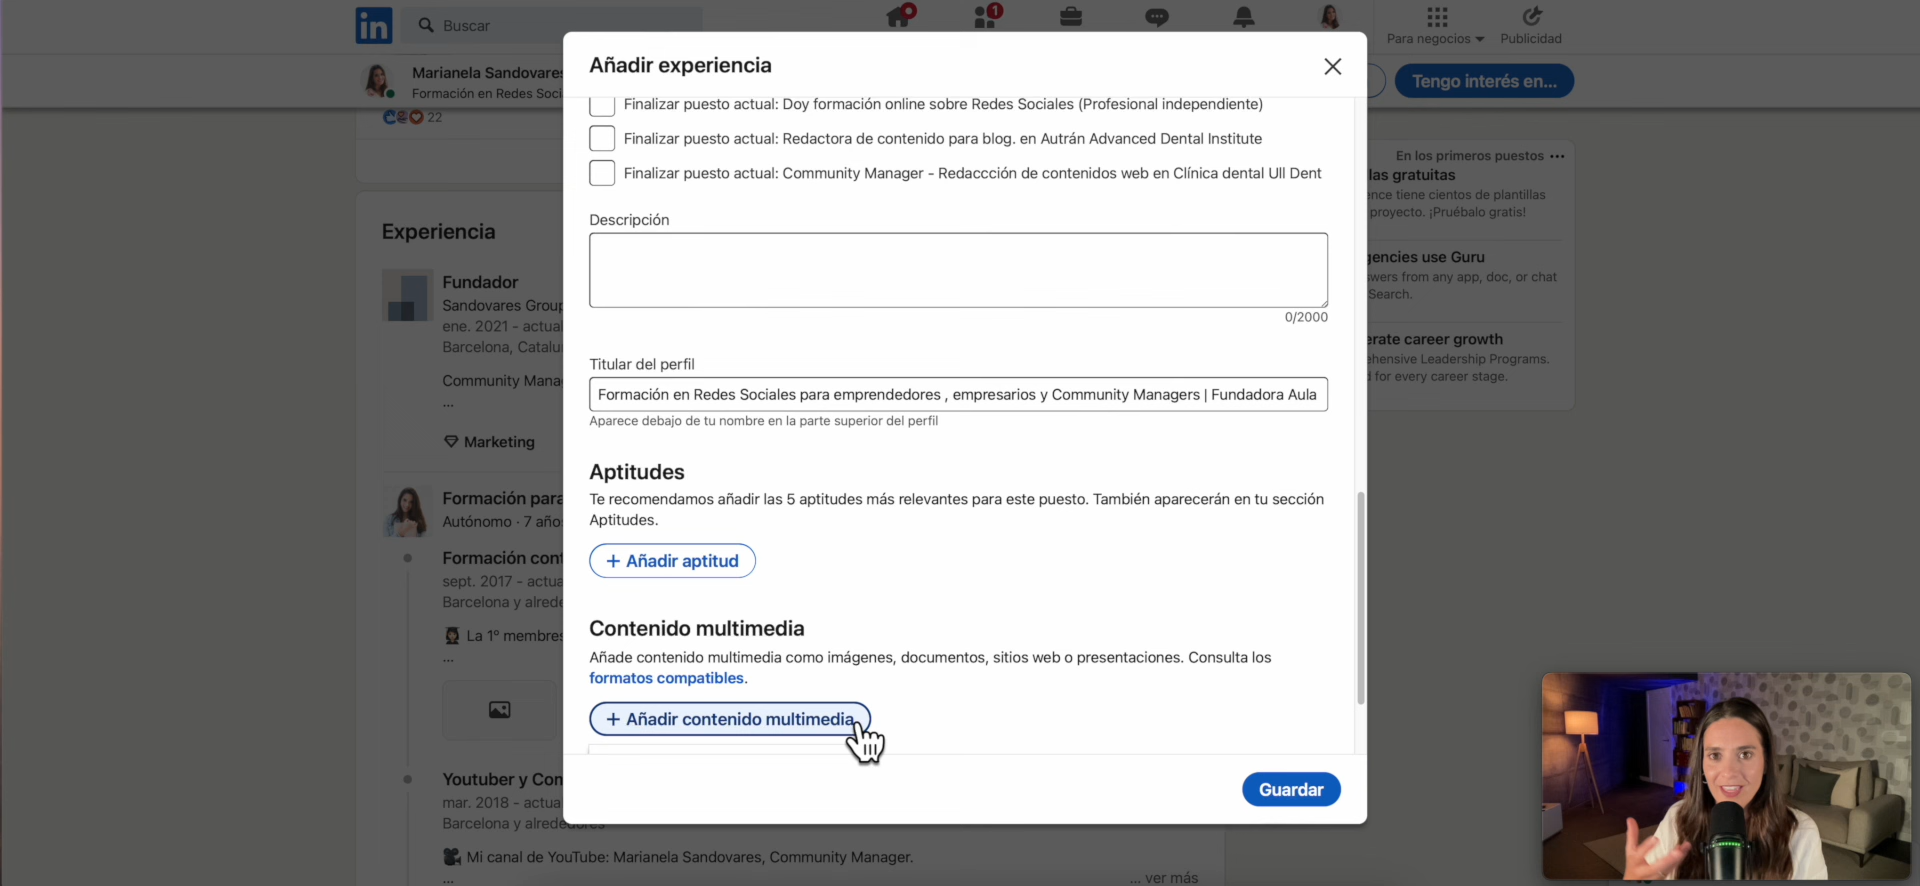 in
Buscar
1
Para negocios
Publicidad
Marianela Sandovares
Formación en Redes Soci
Tengo interés en...
22
Experiencia
Fundador
Sandovares Group
ene. 2021 - actual
Barcelona, Catalu
Community Mana
...
Marketing
Formación para
Autónomo · 7 año
Formación cont
sept. 2017 - actua
Barcelona y alrede
La 1º membres
...
Youtuber y Con
mar. 2018 - actua
Barcelona y alrededores
Mi canal de YouTube: Marianela Sandovares, Community Manager.
...
... ver más
Añadir experiencia
Finalizar puesto actual: Doy formación online sobre Redes Sociales (Profesional independiente)
Finalizar puesto actual: Redactora de contenido para blog. en Autrán Advanced Dental Institute
Finalizar puesto actual: Community Manager - Redaccción de contenidos web en Clínica dental Ull Dent
Descripción
0/2000
Titular del perfil
Formación en Redes Sociales para emprendedores , empresarios y Community Managers | Fundadora Aula
Aparece debajo de tu nombre en la parte superior del perfil
Aptitudes
Te recomendamos añadir las 5 aptitudes más relevantes para este puesto. También aparecerán en tu sección
Aptitudes.
+ Añadir aptitud
Contenido multimedia
Añade contenido multimedia como imágenes, documentos, sitios web o presentaciones. Consulta los
formatos compatibles.
+ Añadir contenido multimedia
Guardar
En los primeros puestos ...
las gratuitas
ence tiene cientos de plantillas
proyecto. ¡Pruébalo gratis!
gencies use Guru
swers from any app, doc, or chat
Search.
erate career growth
ehensive Leadership Programs.
d for every career stage.